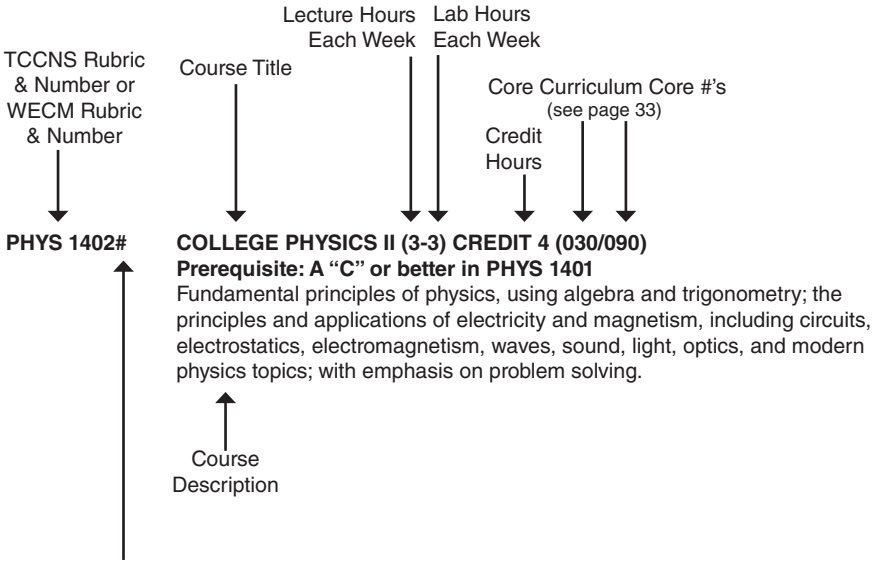 Lecture Hours Each Week
Lab Hours Each Week
TCCNS Rubric
& Number or
WECM Rubric
& Number
Course Title
Core Curriculum Core #'s
(see page 33)
Credit
Hours
PHYS 1402# COLLEGE PHYSICS II (3-3) CREDIT 4 (030/090)
Prerequisite: A “C” or better in PHYS 1401
Fundamental principles of physics, using algebra and trigonometry; the
principles and applications of electricity and magnetism, including circuits,
electrostatics, electromagnetism, waves, sound, light, optics, and modern
physics topics; with emphasis on problem solving.
Course
Description